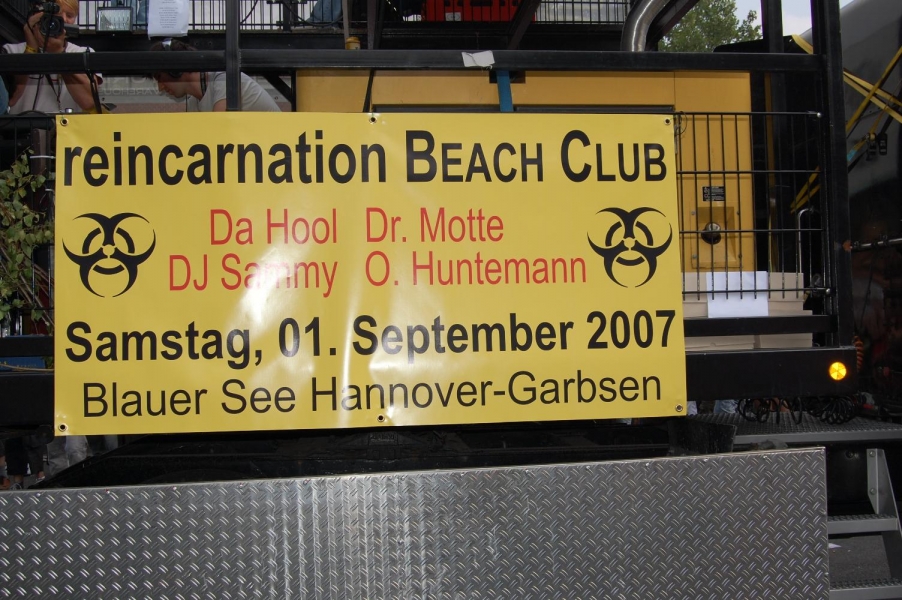 reincarnation BEACH CLUB
Da Hool Dr. Motte
DJ Sammy O. Huntemann
Samstag, 01. September 2007
Blauer See Hannover-Garbsen